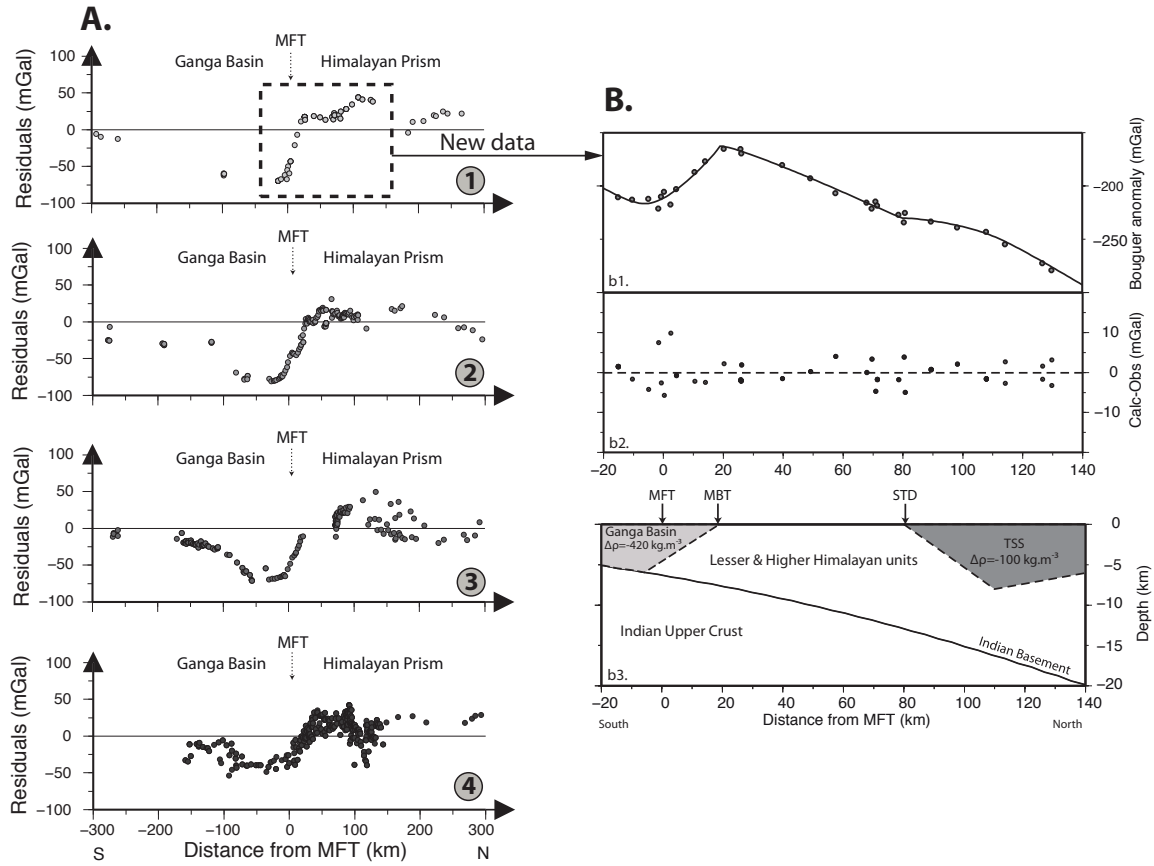 A.
MFT
Ganga Basin
Himalayan Prism
Residuals (mGal)
100
50
0
−50
−100
1
New data
MFT
Ganga Basin
Himalayan Prism
Residuals (mGal)
100
50
0
−50
−100
2
MFT
Ganga Basin
Himalayan Prism
Residuals (mGal)
100
50
0
−50
−100
3
MFT
Ganga Basin
Himalayan Prism
Residuals (mGal)
100
50
0
−50
−100
4
−300 −200 −100 0 100 200 300
S Distance from MFT (km) N
B.
−200
−250
Bouguer anomaly (mGal)
b1.
10
0
−10
Calc-Obs (mGal)
b2.
−20 0 20 40 60 80 100 120 140
MFT MBT STD
Ganga Basin
Δρ=-420 kg.m-3
Lesser & Higher Himalayan units
TSS
Δρ=-100 kg.m-3
Indian Upper Crust
Indian Basement
b3.
0
−5
−10
−15
−20
Depth (km)
−20 0 20 40 60 80 100 120 140
South Distance from MFT (km) North